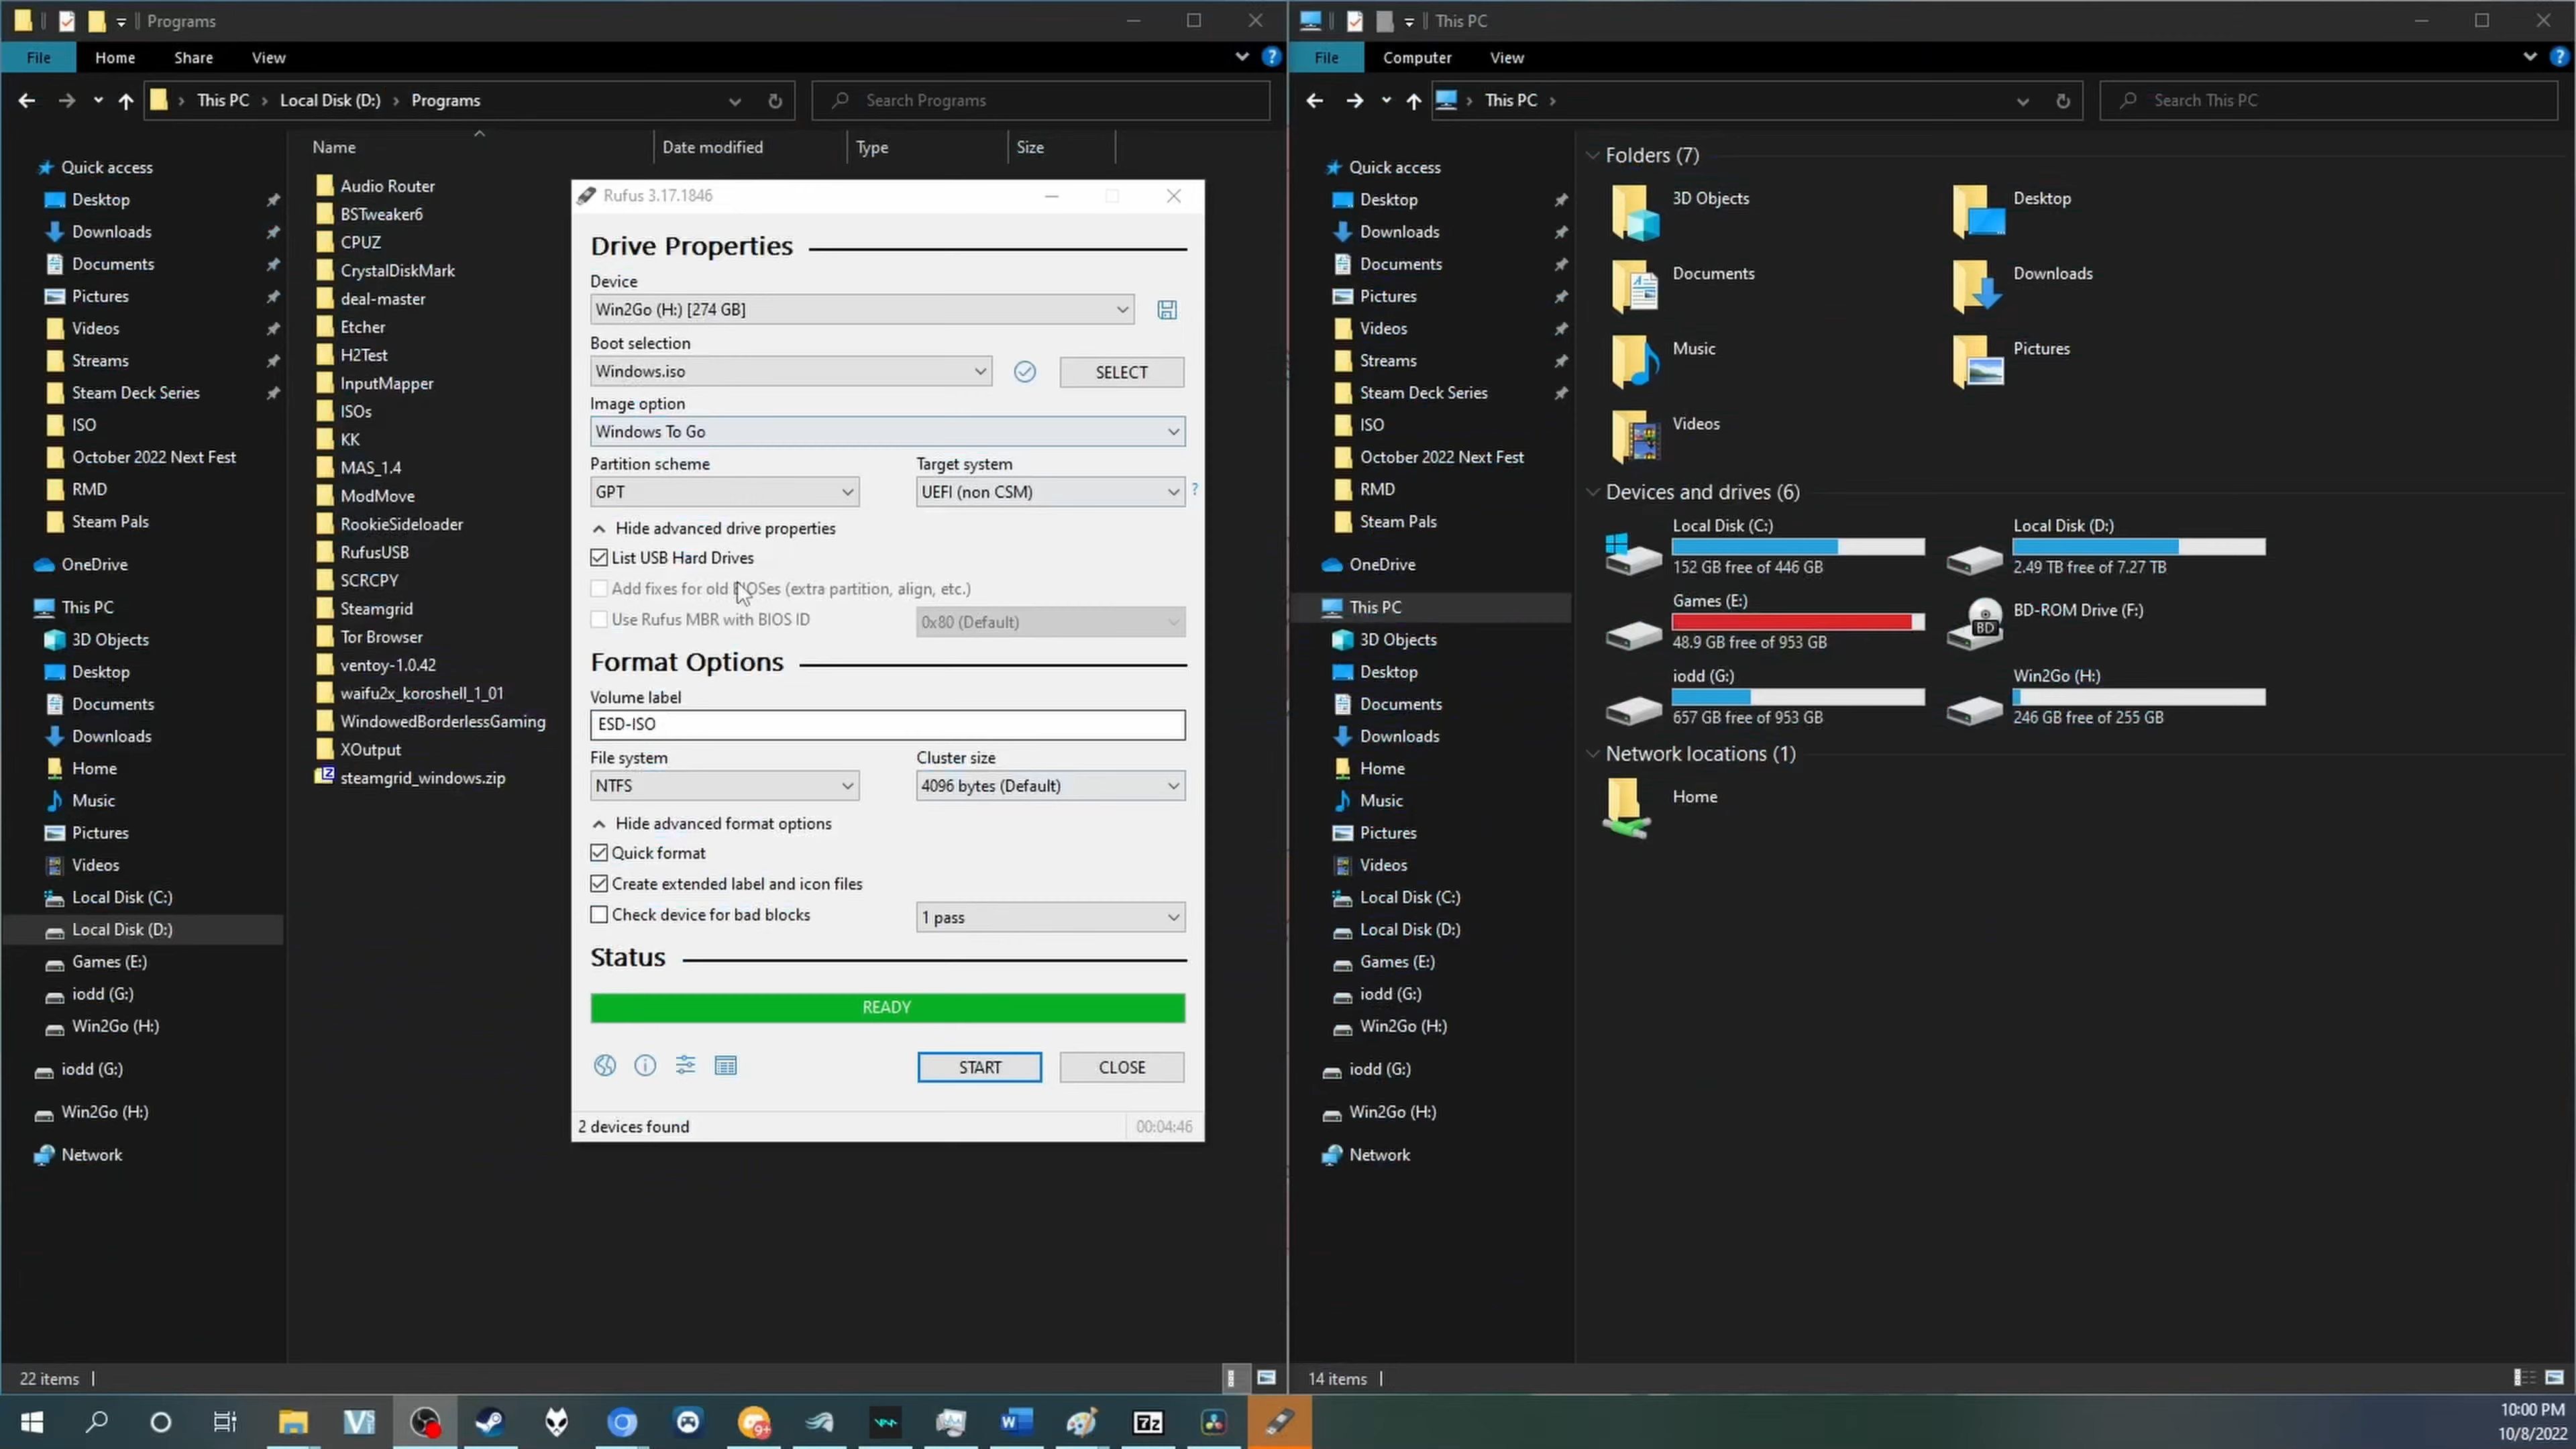 Programs
File
Home
Share
View
This PC
Local Disk (D:)
Programs
Search Programs
Name
Date modified
Type
Size
Quick access
Desktop
Downloads
Documents
Pictures
Videos
Streams
Steam Deck Series
ISO
October 2022 Next Fest
RMD
Steam Pals
OneDrive
This PC
3D Objects
Desktop
Documents
Downloads
Home
Music
Pictures
Videos
Local Disk (C:)
Local Disk (D:)
Games (E:)
iodd (G:)
Win2Go (H:)
iodd (G:)
Win2Go (H:)
Network
Audio Router
BSTweaker6
CPUZ
CrystalDiskMark
deal-master
Etcher
H2Test
InputMapper
ISOs
KK
MAS_1.4
ModMove
RookieSideloader
RufusUSB
SCRCPY
Steamgrid
Tor Browser
ventoy-1.0.42
waifu2x_koroshell_1_01
WindowedBorderlessGaming
XOutput
steamgrid_windows.zip
22 items
Rufus 3.17.1846
Drive Properties
Device
Win2Go (H:) [274 GB]
Boot selection
Windows.iso
SELECT
Image option
Windows To Go
Partition scheme
Target system
GPT
UEFI (non CSM)
?
Hide advanced drive properties
List USB Hard Drives
Add fixes for old BIOSes (extra partition, align, etc.)
Use Rufus MBR with BIOS ID
0x80 (Default)
Format Options
Volume label
ESD-ISO
File system
Cluster size
NTFS
4096 bytes (Default)
Hide advanced format options
Quick format
Create extended label and icon files
Check device for bad blocks
1 pass
Status
READY
START
CLOSE
2 devices found
00:04:46
This PC
File
Computer
View
This PC
Search This PC
Quick access
Desktop
Downloads
Documents
Pictures
Videos
Streams
Steam Deck Series
ISO
October 2022 Next Fest
RMD
Steam Pals
OneDrive
This PC
3D Objects
Desktop
Documents
Downloads
Home
Music
Pictures
Videos
Local Disk (C:)
Local Disk (D:)
Games (E:)
iodd (G:)
Win2Go (H:)
iodd (G:)
Win2Go (H:)
Network
Folders (7)
3D Objects
Desktop
Documents
Downloads
Music
Pictures
Videos
Devices and drives (6)
Local Disk (C:)
152 GB free of 446 GB
Local Disk (D:)
2.49 TB free of 7.27 TB
Games (E:)
48.9 GB free of 953 GB
BD-ROM Drive (F:)
BD
iodd (G:)
657 GB free of 953 GB
Win2Go (H:)
246 GB free of 255 GB
Network locations (1)
Home
14 items
9+
W
7z
10:00 PM
10/8/2022